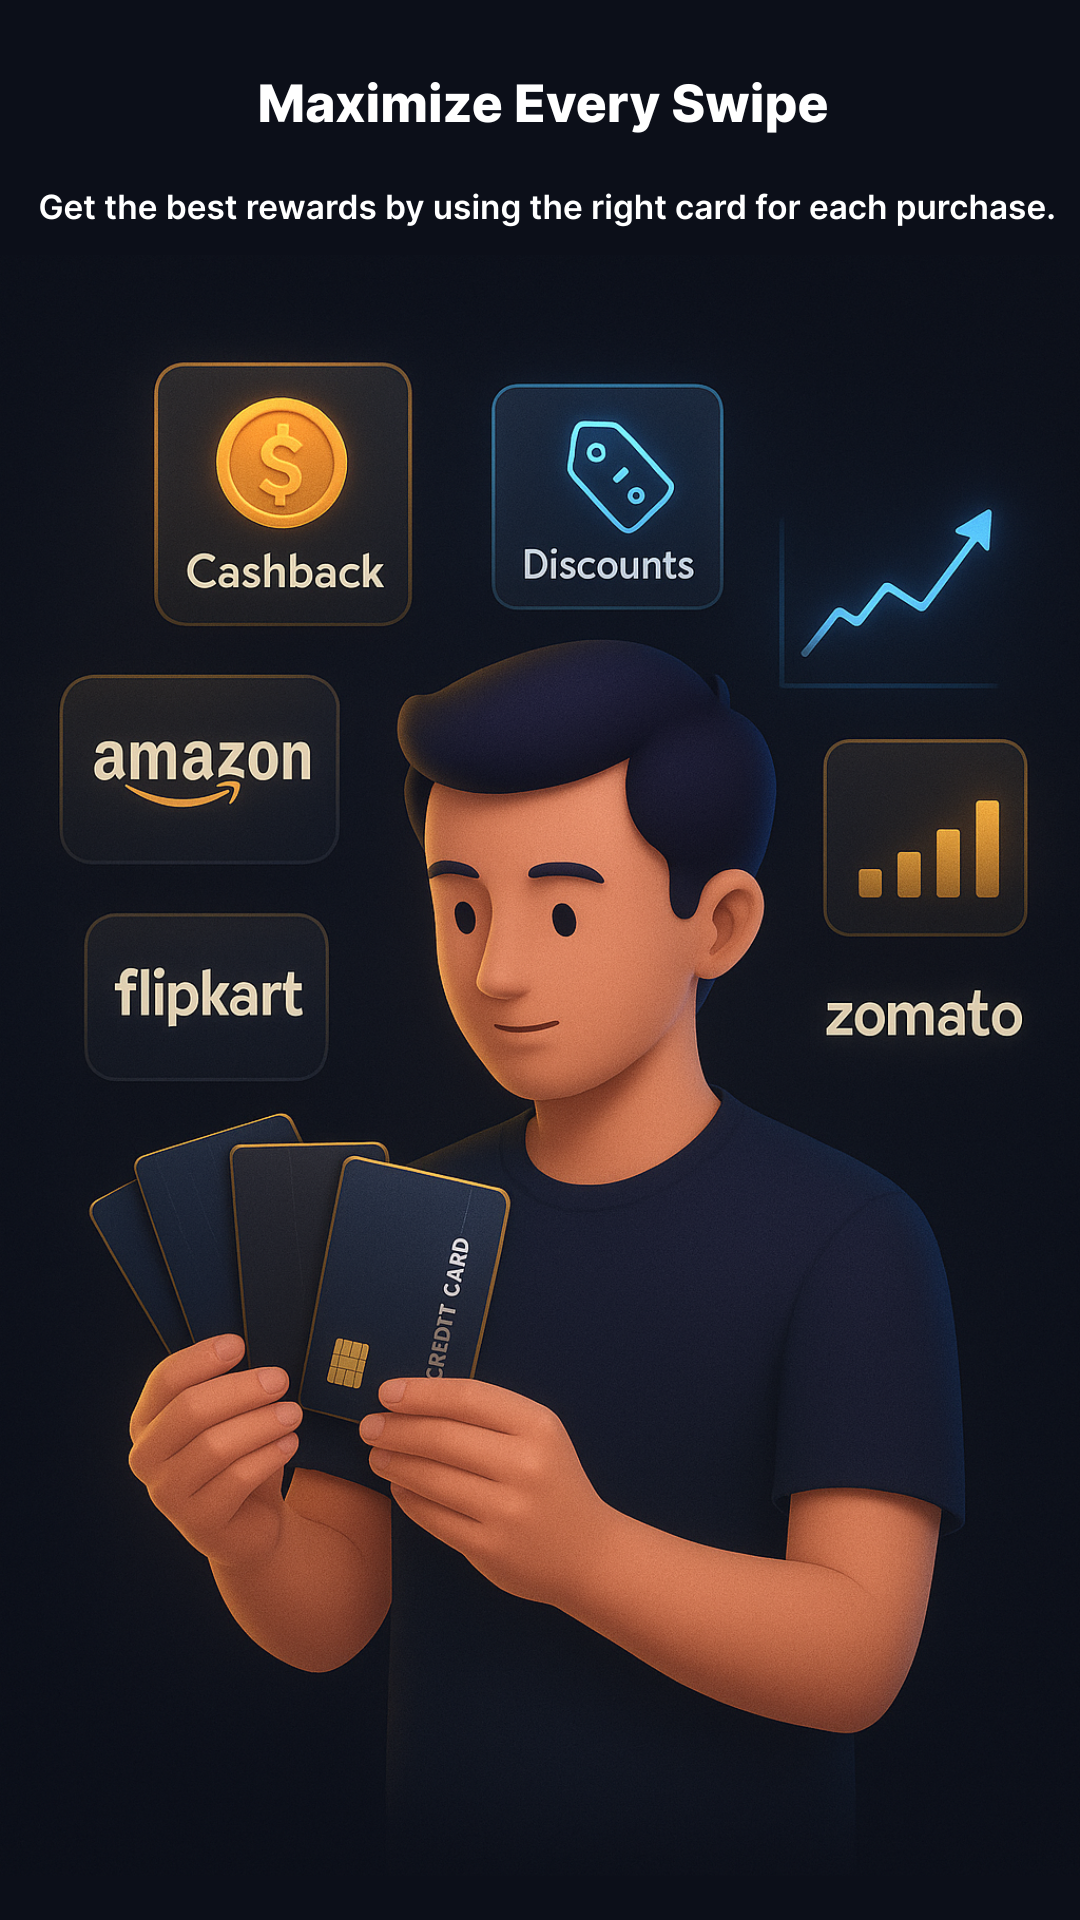 Maximize Every Swipe
Get the best rewards by using the right card for each purchase.
$
Cashback
Discounts
amazon
flipkart
zomato
CREDTT CARD